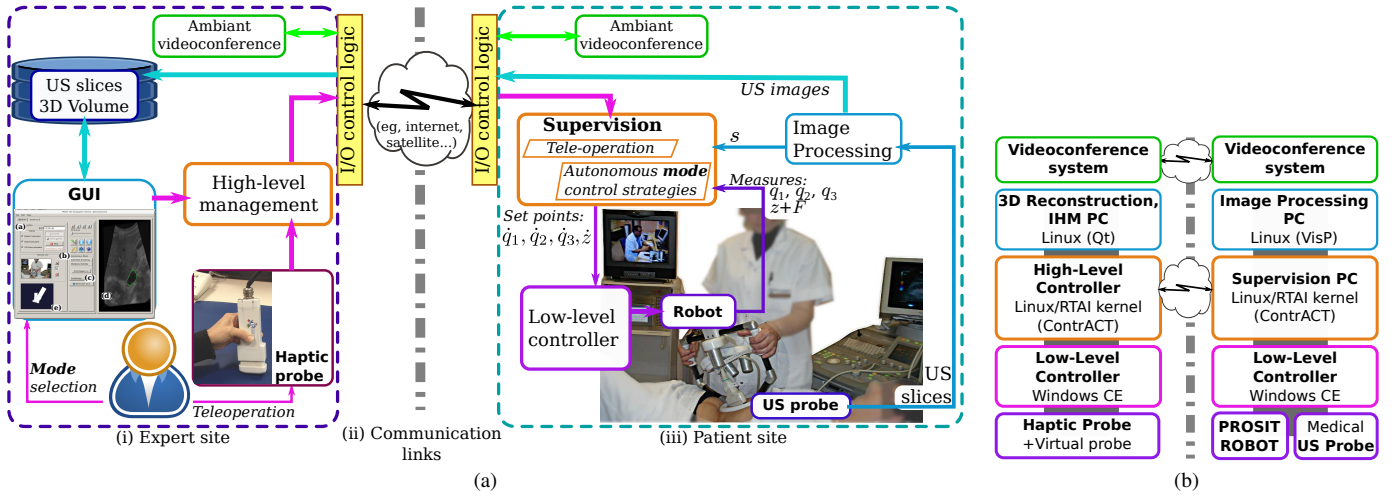 Ambiant
videoconference
US slices
3D Volume
GUI
(a)
(b)
(c)
(d)
(e)
High-level
management
Haptic
probe
Mode
selection
Teleoperation
(i) Expert site
I/O control logic
(eg, internet,
satellite...)
(ii) Communication
links
I/O control logic
Ambiant
videoconference
US images
Supervision
Tele-operation
Autonomous mode
control strategies
s
Image
Processing
Measures:
q1, q2, q3
z+F
Set points:
q̇1, q̇2, q̇3, ż
Low-level
controller
Robot
US probe
US
slices
(iii) Patient site
(a)
Videoconference
system
3D Reconstruction,
IHM PC
Linux (Qt)
High-Level
Controller
Linux/RTAI kernel
(ContrACT)
Low-Level
Controller
Windows CE
Haptic Probe
+Virtual probe
Videoconference
system
Image Processing
PC
Linux (VisP)
Supervision PC
Linux/RTAI kernel
(ContrACT)
Low-Level
Controller
Windows CE
PROSIT
ROBOT
Medical
US Probe
(b)